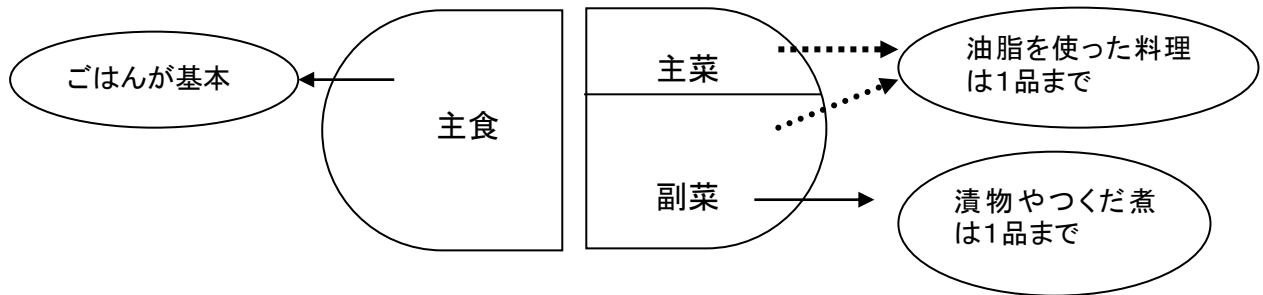 ごはんが基本
主食
主菜
副菜
油脂を使った料理
は1品まで
漬物やつくだ煮
は1品まで